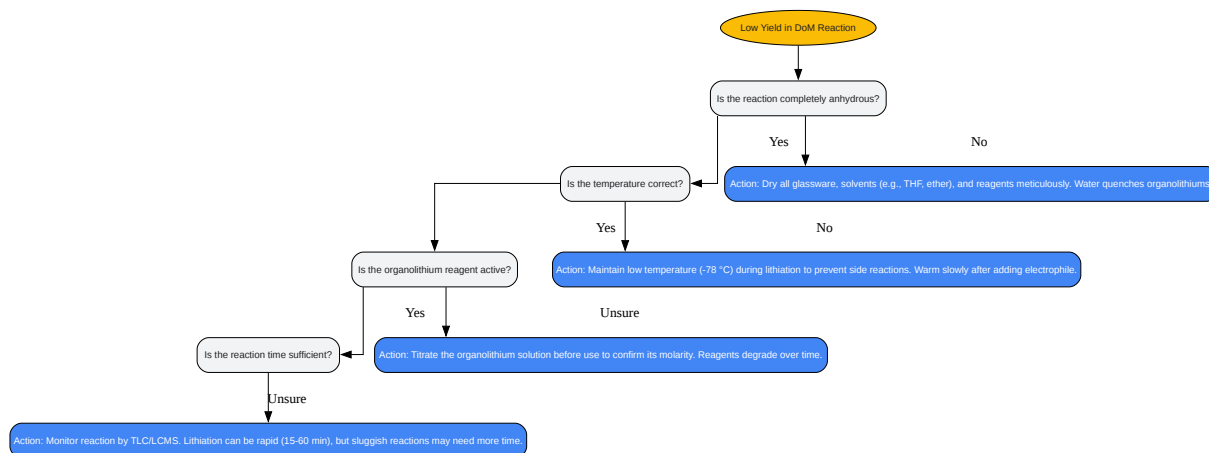 Low Yield in DoM Reaction
Is the reaction completely anhydrous?
Yes
No
Is the temperature correct?
Action: Dry all glassware, solvents (e.g., THF, ether), and reagents meticulously. Water quenches organolithiums
Yes
No
Is the organolithium reagent active?
Action: Maintain low temperature (-78 °C) during lithiation to prevent side reactions. Warm slowly after adding electrophile.
Yes
Unsure
Is the reaction time sufficient?
Action: Titrate the organolithium solution before use to confirm its molarity. Reagents degrade over time.
Unsure
Action: Monitor reaction by TLC/LCMS. Lithiation can be rapid (15-60 min), but sluggish reactions may need more time.